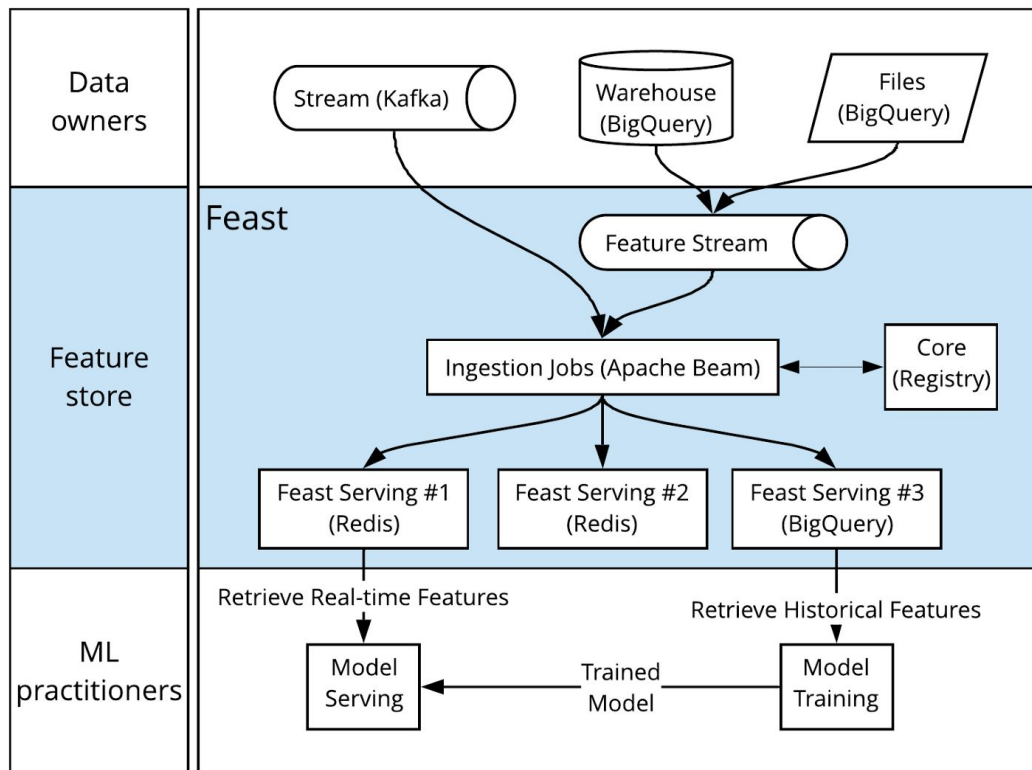 Data
owners
Stream (Kafka)
Warehouse
(BigQuery)
Files
(BigQuery)
Feature
store
Feast
Feature Stream
Ingestion Jobs (Apache Beam)
Core
(Registry)
Feast Serving #1
(Redis)
Feast Serving #2
(Redis)
Feast Serving #3
(BigQuery)
ML
practitioners
Retrieve Real-time Features
Retrieve Historical Features
Model
Serving
Trained
Model
Model
Training